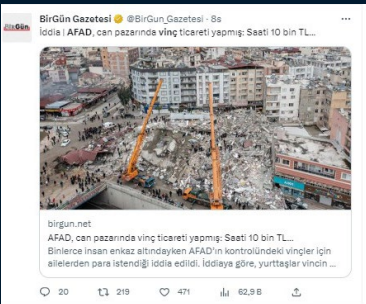 BirGün Gazetesi @BirGun_Gazetesi · 8s
BirGün
İddia | AFAD, can pazarında vinç ticareti yapmış: Saati 10 bin TL...
birgun.net
AFAD, can pazarında vinç ticareti yapmış: Saati 10 bin TL...
Binlerce insan enkaz altındayken AFAD'ın kontrolündeki vinçler için
ailelerden para istendiği iddia edildi. İddiaya göre, yurttaşlar vincin ...
20 219 471 62,9 B